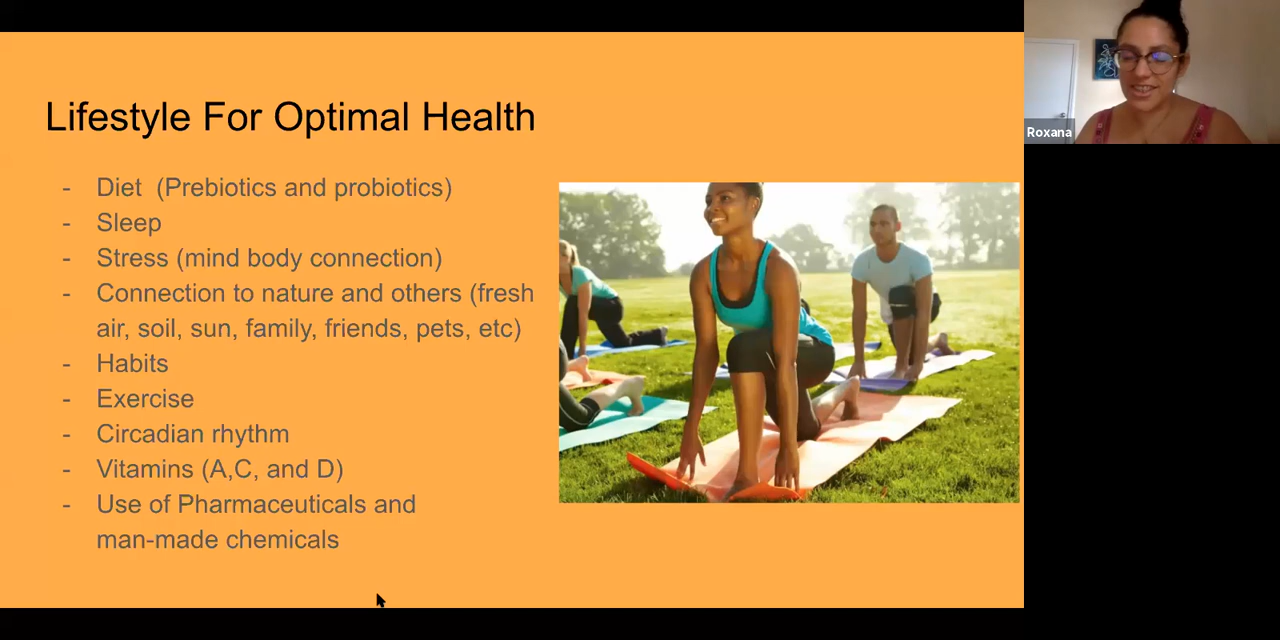 Lifestyle For Optimal Health
- Diet  (Prebiotics and probiotics)
- Sleep
- Stress (mind body connection)
- Connection to nature and others (fresh
air, soil, sun, family, friends, pets, etc)
- Habits
- Exercise
- Circadian rhythm
- Vitamins (A,C, and D)
- Use of Pharmaceuticals and
man-made chemicals
Roxana